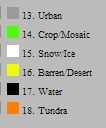 13. Urban
14. Crop/Mosaic
15. Snow/Ice
16. Barren/Desert
17. Water
18. Tundra